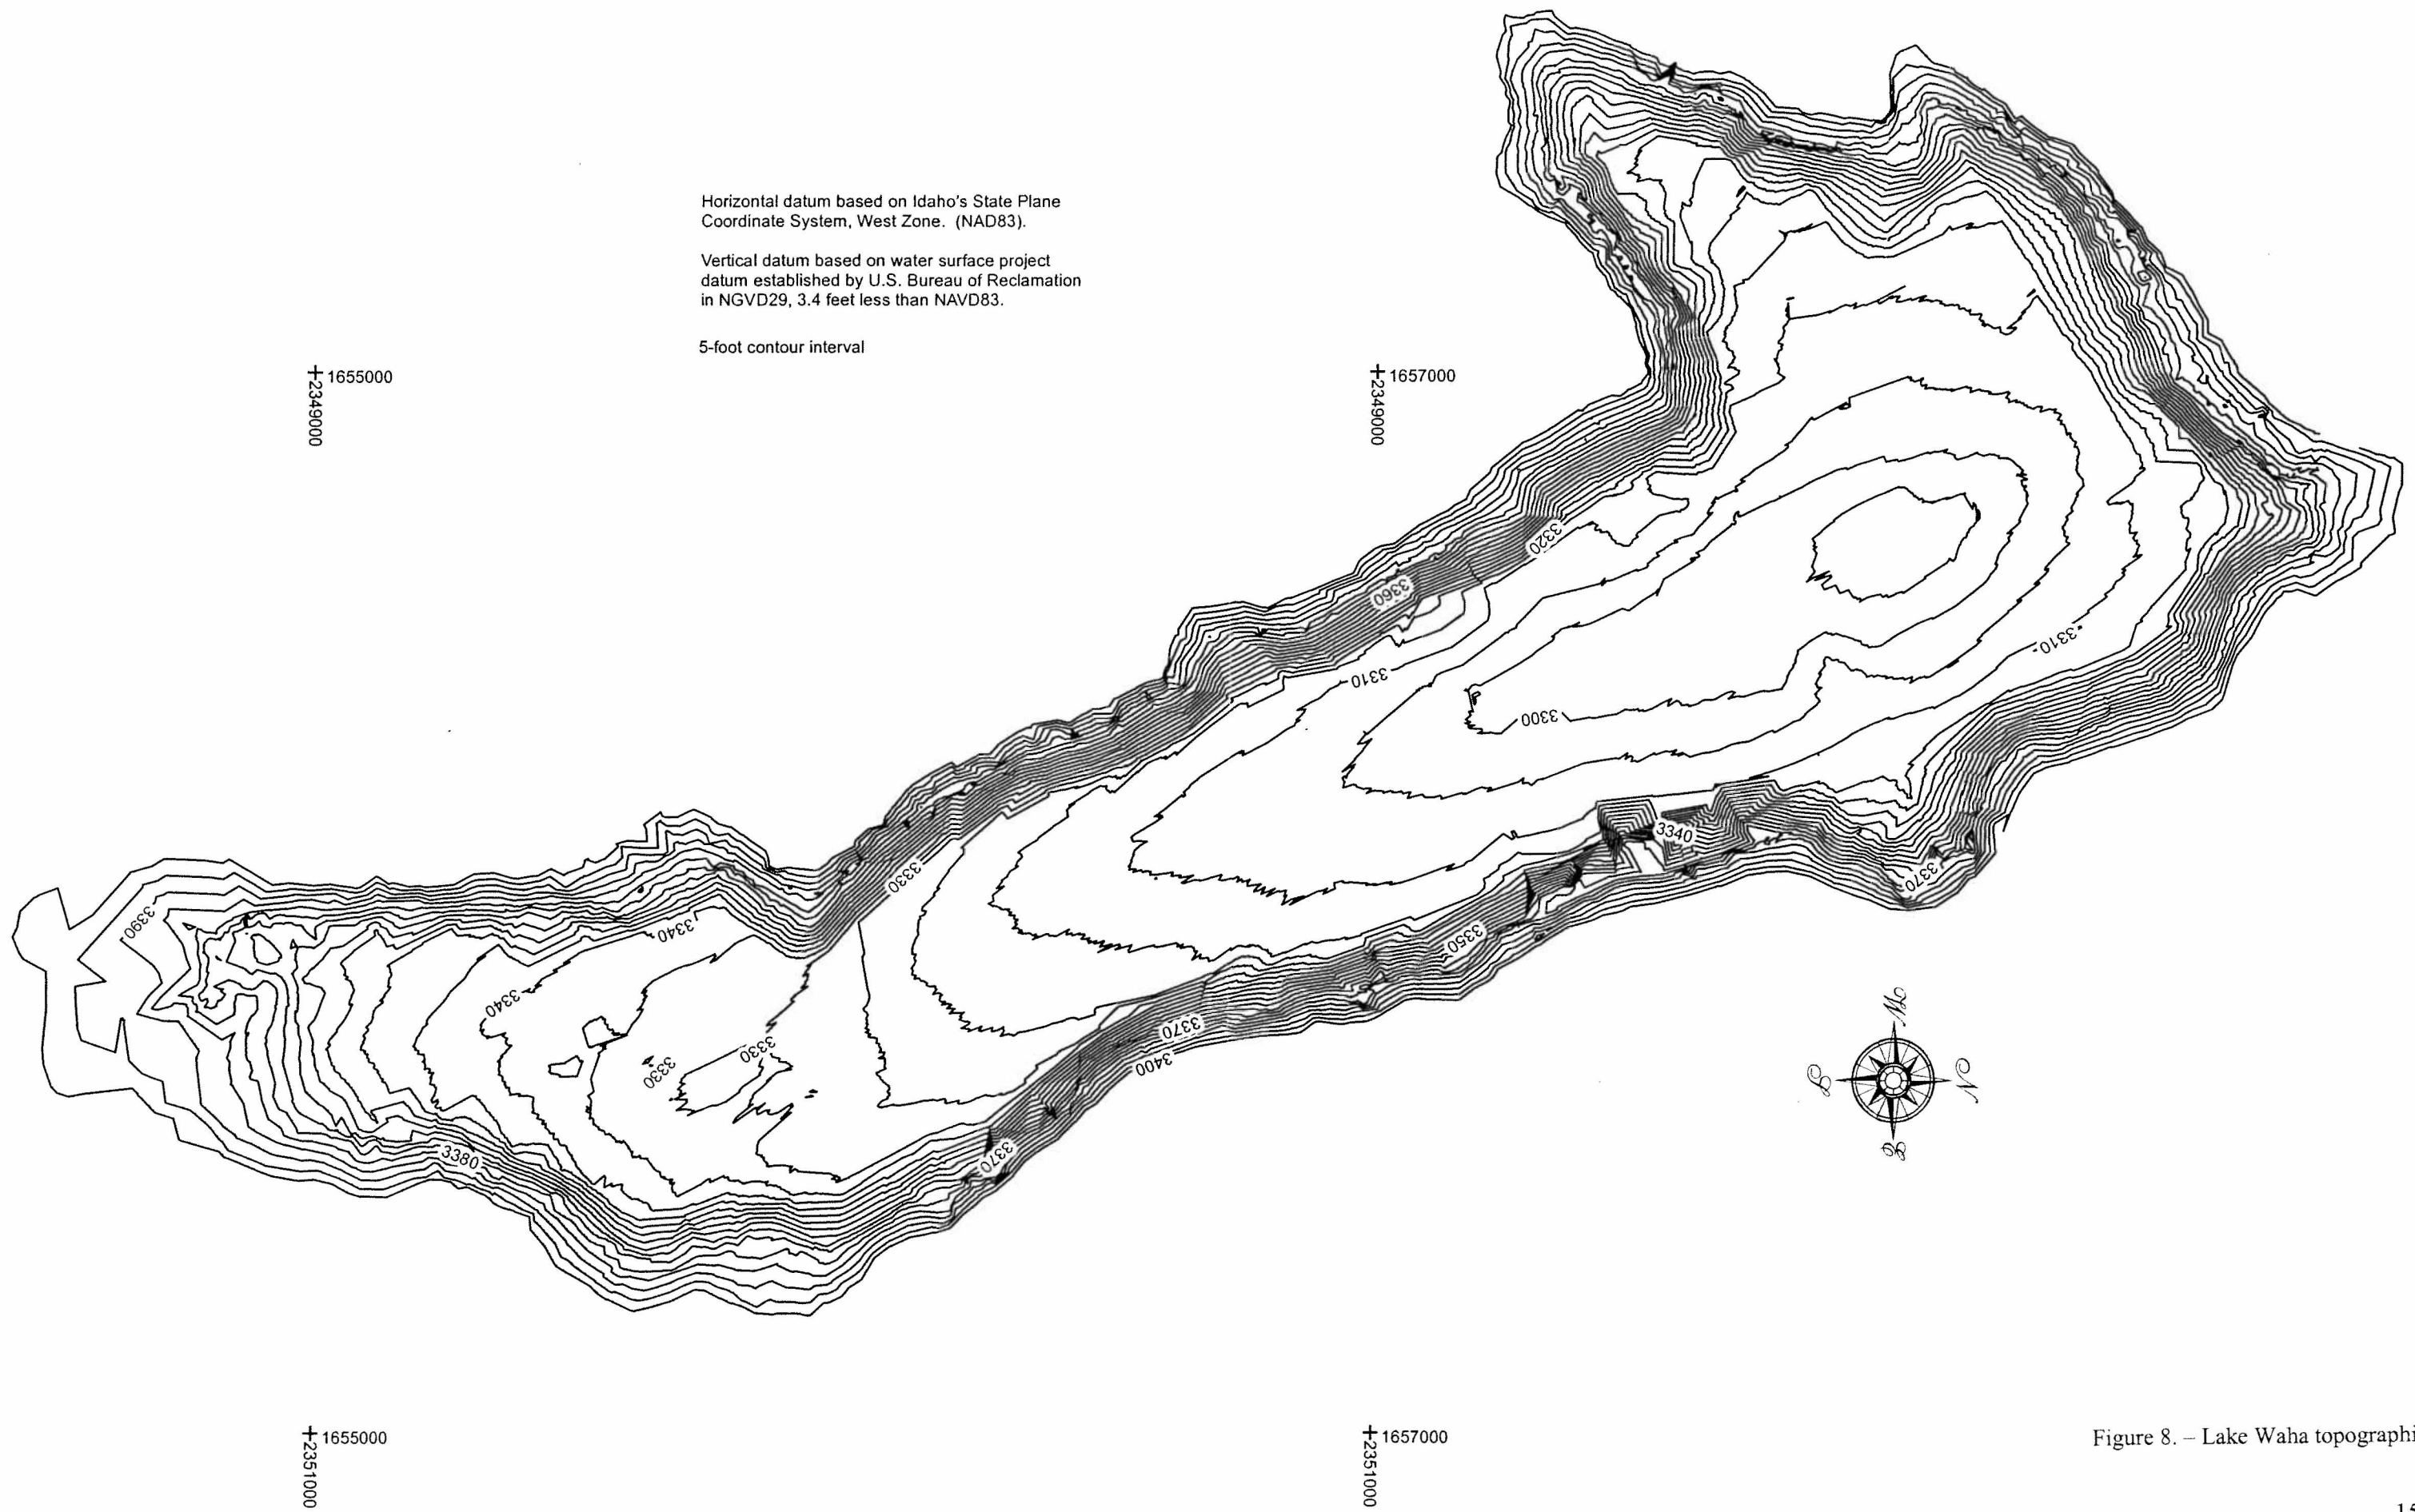 Horizontal datum based on Idaho's State Plane
Coordinate System, West Zone. (NAD83).
Vertical datum based on water surface project
datum established by U.S. Bureau of Reclamation
in NGVD29, 3.4 feet less than NAVD83.
5-foot contour interval
1655000
2349000
1657000
2349000
3320
3360
3310
3310
3300
3340
3330
3370
3390
3340
3350
3340
3330
3330
3370
3400
3370
3380
W
S
N
E
1655000
2351000
1657000
2351000
Figure 8. – Lake Waha topographi
15